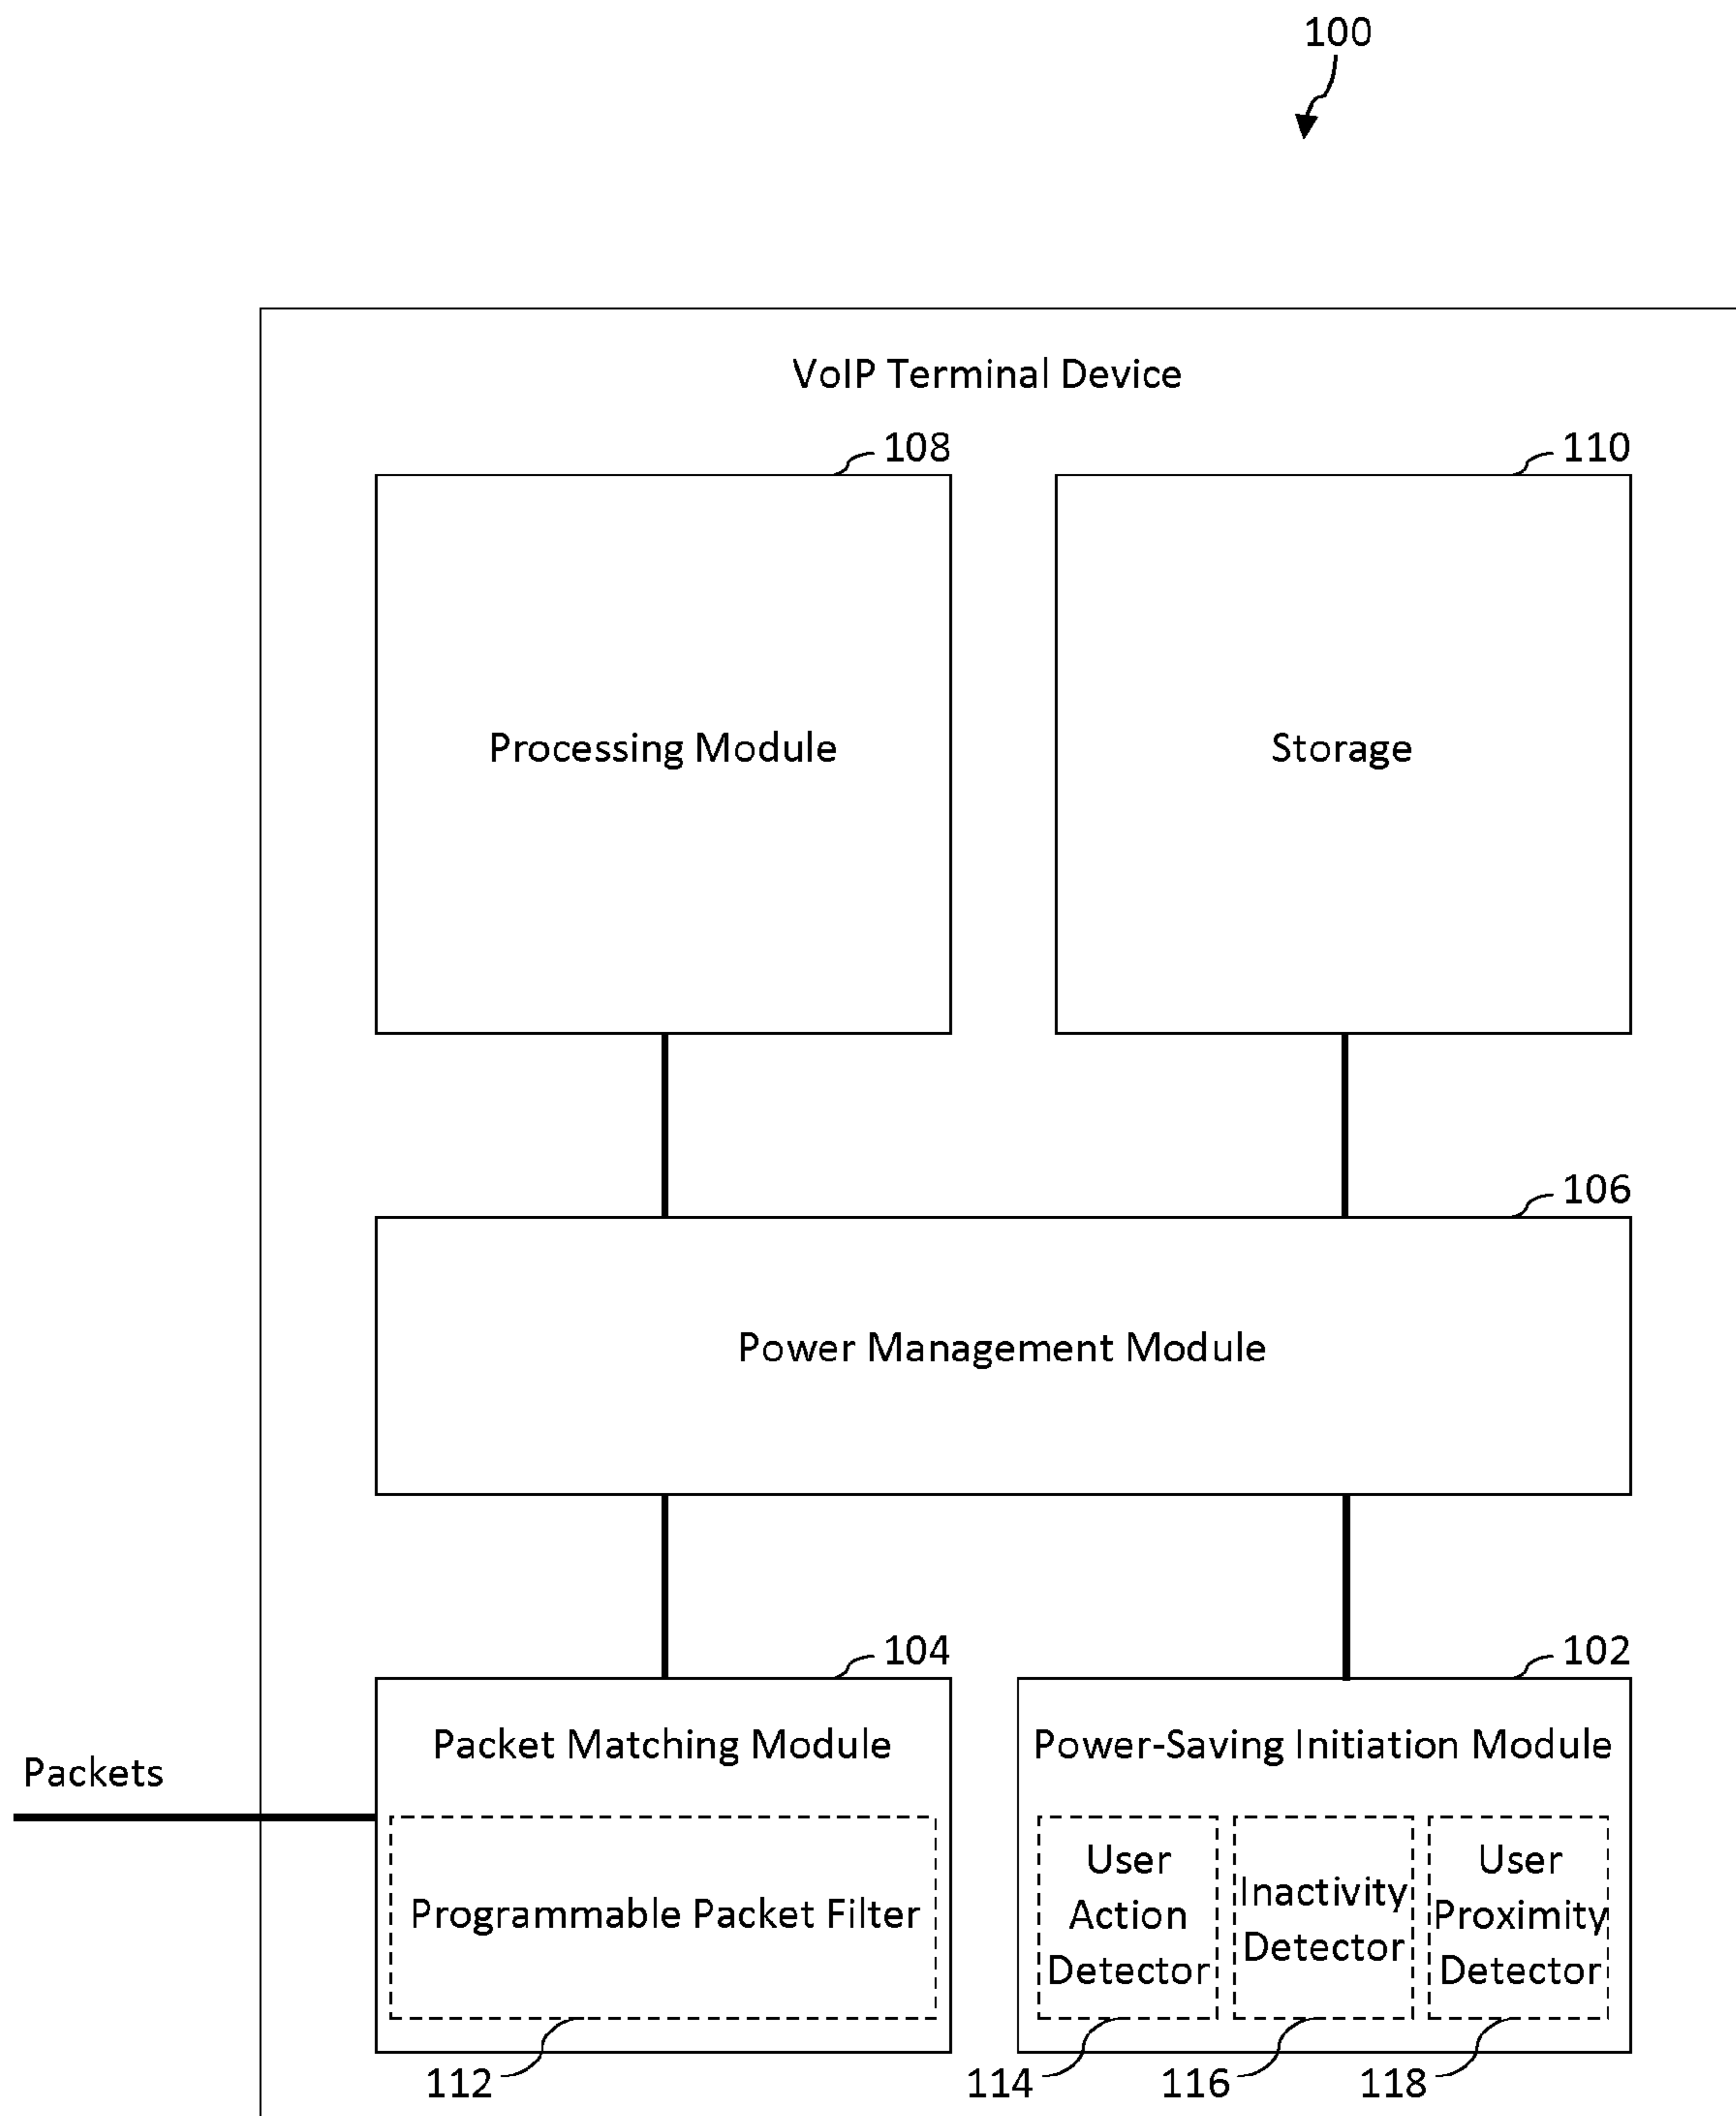 100
VoIP Terminal Device
108
110
Processing Module
Storage
106
Power Management Module
104
102
Packet Matching Module
Power-Saving Initiation Module
Packets
Programmable Packet Filter
User
Action
Detector
Inactivity
Detector
User
Proximity
Detector
112
114
116
118